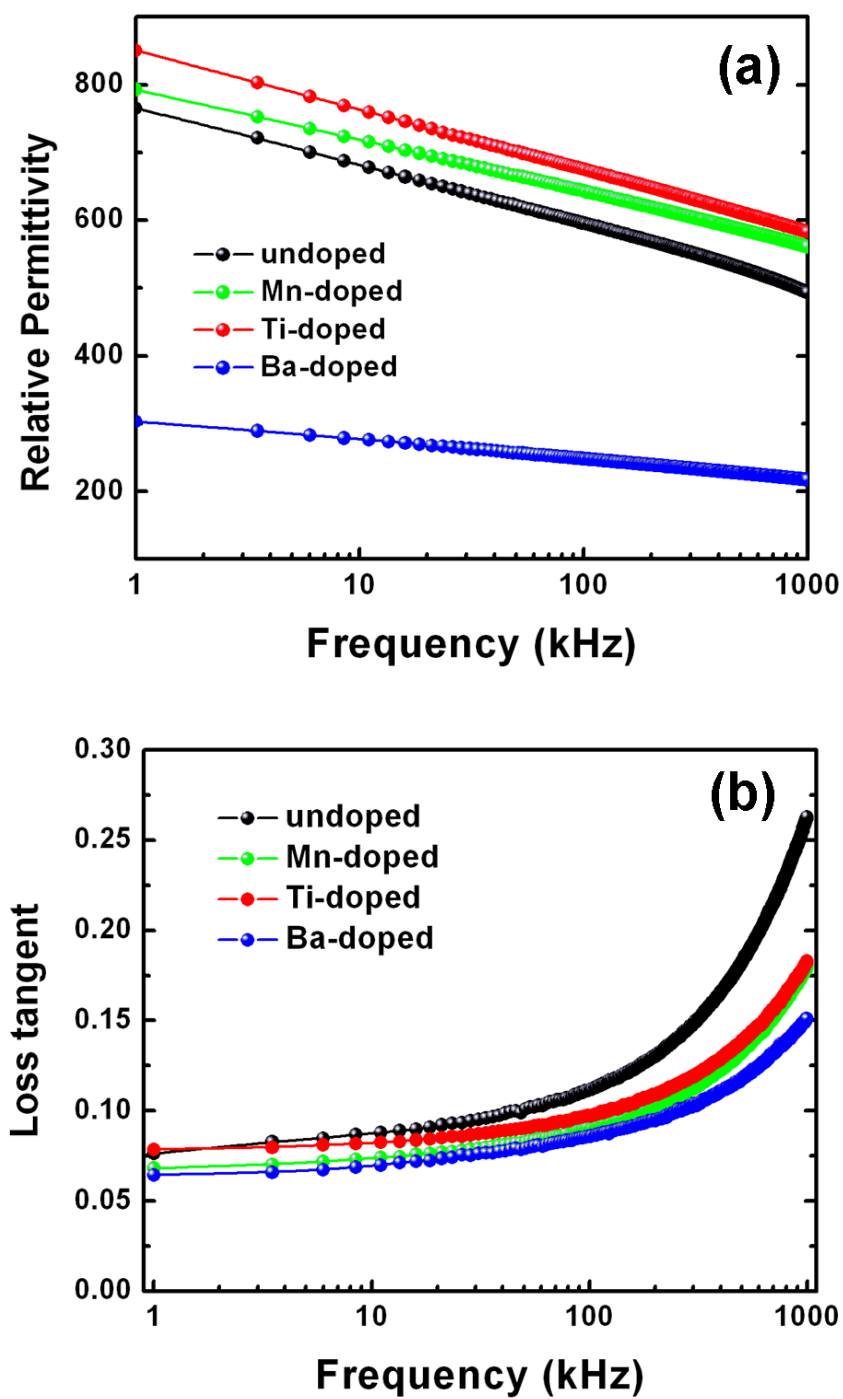 (a)
800
600
400
200
Relative Permittivity
undoped
Mn-doped
Ti-doped
Ba-doped
1 10 100 1000
Frequency (kHz)
(b)
0.30
0.25
0.20
0.15
0.10
0.05
0.00
Loss tangent
undoped
Mn-doped
Ti-doped
Ba-doped
1 10 100 1000
Frequency (kHz)